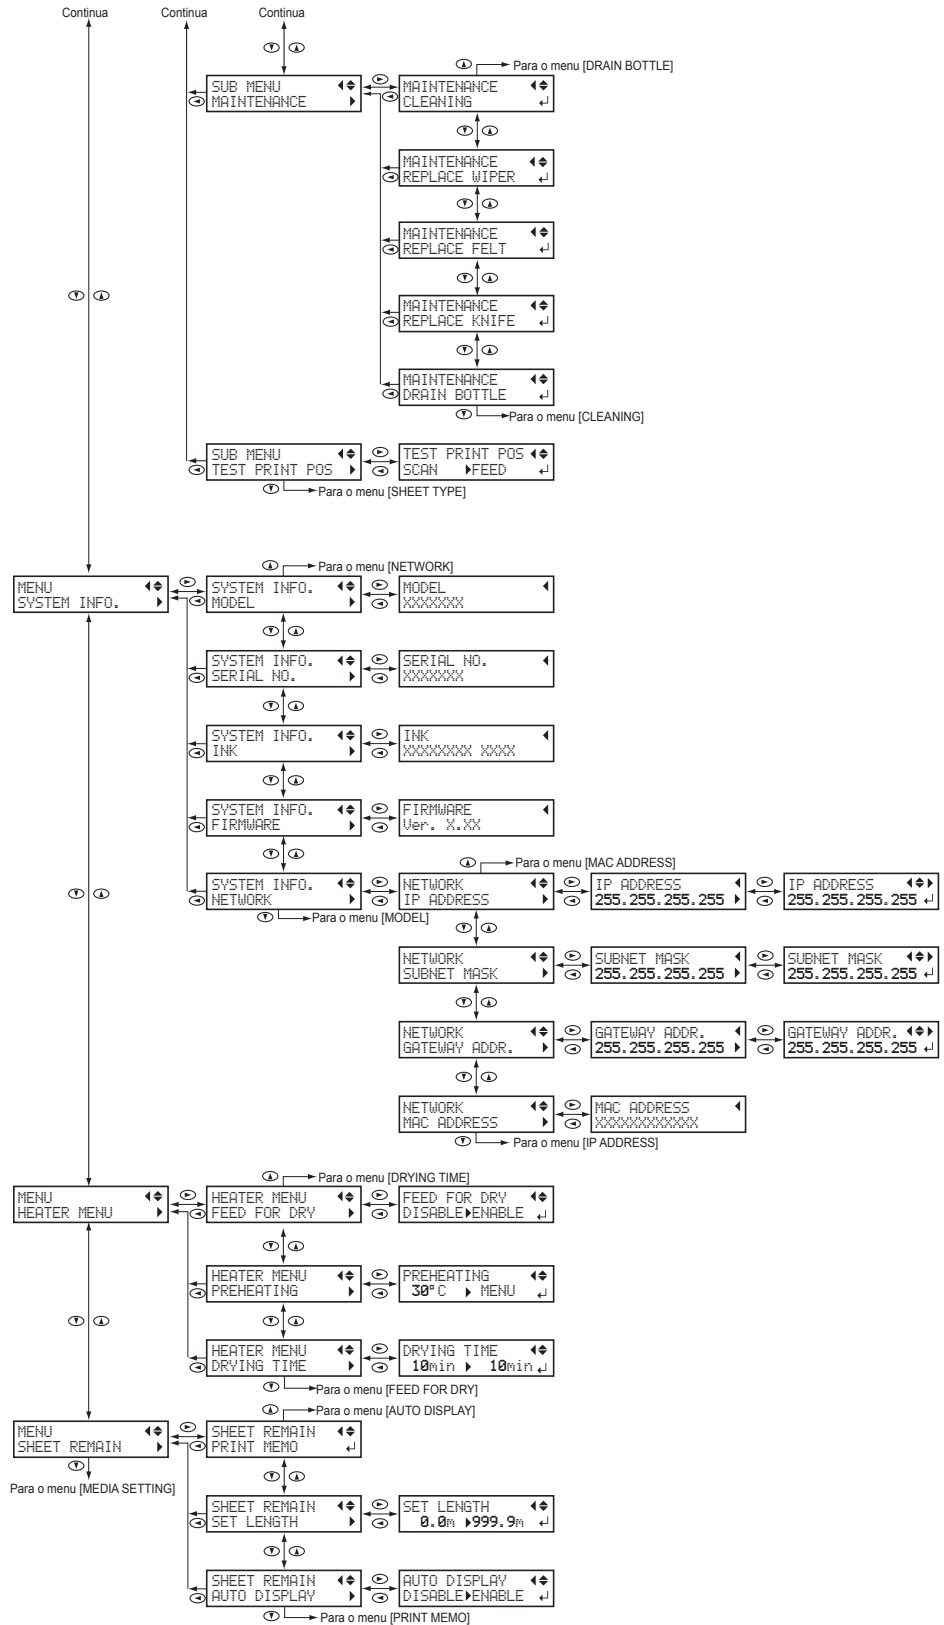 Continua
Continua
Continua
Para o menu [DRAIN BOTTLE]
SUB MENU
MAINTENANCE
MAINTENANCE
CLEANING
MAINTENANCE
REPLACE WIPER
MAINTENANCE
REPLACE FELT
MAINTENANCE
REPLACE KNIFE
MAINTENANCE
DRAIN BOTTLE
Para o menu [CLEANING]
SUB MENU
TEST PRINT POS
TEST PRINT POS
SCAN FEED
Para o menu [SHEET TYPE]
Para o menu [NETWORK]
MENU
SYSTEM INFO.
SYSTEM INFO.
MODEL
MODEL
XXXXXXX
SYSTEM INFO.
SERIAL NO.
SERIAL NO.
XXXXXXX
SYSTEM INFO.
INK
INK
XXXXXXXX XXXX
SYSTEM INFO.
FIRMWARE
FIRMWARE
Ver. X.XX
Para o menu [MAC ADDRESS]
SYSTEM INFO.
NETWORK
NETWORK
IP ADDRESS
IP ADDRESS
255.255.255.255
IP ADDRESS
255.255.255.255
Para o menu [MODEL]
NETWORK
SUBNET MASK
SUBNET MASK
255.255.255.255
SUBNET MASK
255.255.255.255
NETWORK
GATEWAY ADDR.
GATEWAY ADDR.
255.255.255.255
GATEWAY ADDR.
255.255.255.255
NETWORK
MAC ADDRESS
MAC ADDRESS
XXXXXXXXXXXX
Para o menu [IP ADDRESS]
Para o menu [DRYING TIME]
MENU
HEATER MENU
HEATER MENU
FEED FOR DRY
FEED FOR DRY
DISABLE ENABLE
HEATER MENU
PREHEATING
PREHEATING
30°C MENU
HEATER MENU
DRYING TIME
DRYING TIME
10min 10min
Para o menu [FEED FOR DRY]
Para o menu [AUTO DISPLAY]
MENU
SHEET REMAIN
SHEET REMAIN
PRINT MEMO
Para o menu [MEDIA SETTING]
SHEET REMAIN
SET LENGTH
SET LENGTH
0.0m 999.9m
SHEET REMAIN
AUTO DISPLAY
AUTO DISPLAY
DISABLE ENABLE
Para o menu [PRINT MEMO]